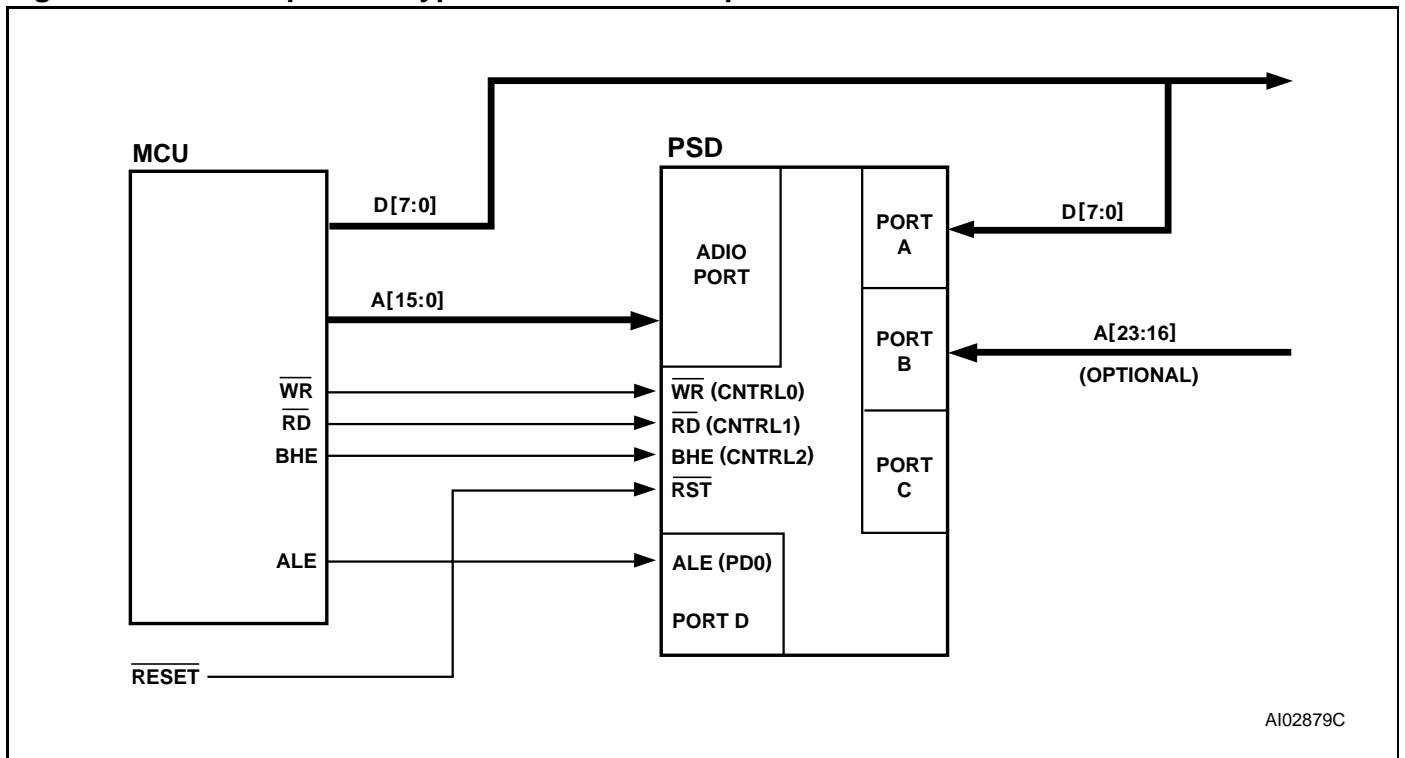 MCU
PSD
D[7:0]
D[7:0]
PORT
A
ADIO
PORT
A[15:0]
PORT
B
A[23:16]
(OPTIONAL)
WR
WR (CNTRL0)
RD
RD (CNTRL1)
BHE
BHE (CNTRL2)
PORT
C
RST
ALE
ALE (PD0)
PORT D
RESET
AI02879C